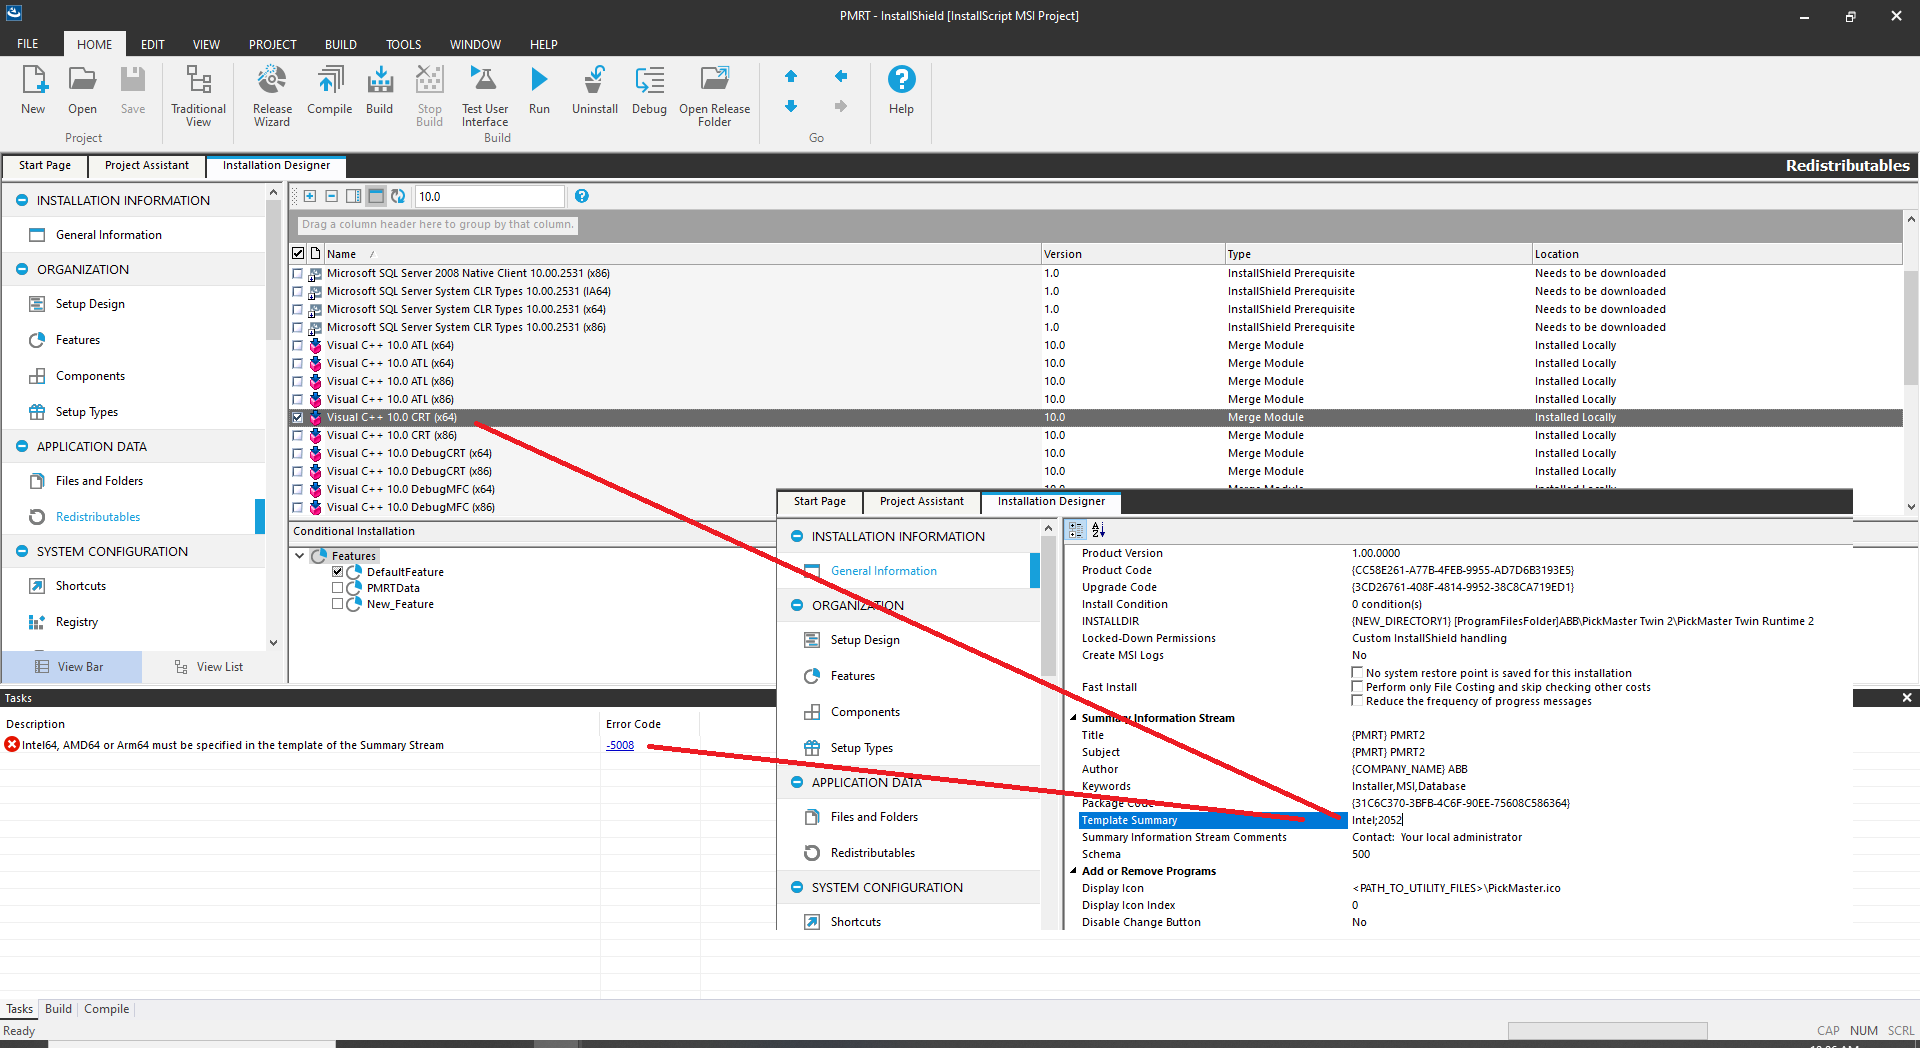 PMRT - InstallShield [InstallScript MSI Project]
FILE HOME EDIT VIEW PROJECT BUILD TOOLS WINDOW HELP
New Open Save Traditional View Release Wizard Compile Build Stop Build Test User Interface Run Uninstall Debug Open Release Folder Help
Project Build Go
Start Page Project Assistant Installation Designer Redistributables
INSTALLATION INFORMATION
General Information
ORGANIZATION
Setup Design
Features
Components
Setup Types
APPLICATION DATA
Files and Folders
Redistributables
SYSTEM CONFIGURATION
Shortcuts
Registry
View Bar View List
10.0
Drag a column header here to group by that column.
Name / Version Type Location
Microsoft SQL Server 2008 Native Client 10.00.2531 (x86) 1.0 InstallShield Prerequisite Needs to be downloaded
Microsoft SQL Server System CLR Types 10.00.2531 (IA64) 1.0 InstallShield Prerequisite Needs to be downloaded
Microsoft SQL Server System CLR Types 10.00.2531 (x64) 1.0 InstallShield Prerequisite Needs to be downloaded
Microsoft SQL Server System CLR Types 10.00.2531 (x86) 1.0 InstallShield Prerequisite Needs to be downloaded
Visual C++ 10.0 ATL (x64) 10.0 Merge Module Installed Locally
Visual C++ 10.0 ATL (x64) 10.0 Merge Module Installed Locally
Visual C++ 10.0 ATL (x86) 10.0 Merge Module Installed Locally
Visual C++ 10.0 ATL (x86) 10.0 Merge Module Installed Locally
Visual C++ 10.0 CRT (x64) 10.0 Merge Module Installed Locally
Visual C++ 10.0 CRT (x86) 10.0 Merge Module Installed Locally
Visual C++ 10.0 DebugCRT (x64) 10.0 Merge Module Installed Locally
Visual C++ 10.0 DebugCRT (x86) 10.0 Merge Module Installed Locally
Visual C++ 10.0 DebugMFC (x64)
Visual C++ 10.0 DebugMFC (x86)
Conditional Installation
Features
DefaultFeature
PMRTData
New_Feature
Start Page Project Assistant Installation Designer
INSTALLATION INFORMATION
General Information
ORGANIZATION
Setup Design
Features
Components
Setup Types
APPLICATION DATA
Files and Folders
Redistributables
SYSTEM CONFIGURATION
Shortcuts
Product Version 1.00.0000
Product Code {CC58E261-A77B-4FEB-9955-AD7D6B3193E5}
Upgrade Code {3CD26761-408F-4814-9952-38C8CA719ED1}
Install Condition 0 condition(s)
INSTALLDIR {NEW_DIRECTORY1} [ProgramFilesFolder]ABB\PickMaster Twin 2\PickMaster Twin Runtime 2
Locked-Down Permissions Custom InstallShield handling
Create MSI Logs No
No system restore point is saved for this installation
Fast Install Perform only File Costing and skip checking other costs
Reduce the frequency of progress messages
Summary Information Stream
Title {PMRT} PMRT2
Subject {PMRT} PMRT2
Author {COMPANY_NAME} ABB
Keywords Installer,MSI,Database
Package Code {31C6C370-3BFB-4C6F-90EE-75608C586364}
Template Summary Intel;2052
Summary Information Stream Comments Contact: Your local administrator
Schema 500
Add or Remove Programs
Display Icon <PATH_TO_UTILITY_FILES>\PickMaster.ico
Display Icon Index 0
Disable Change Button No
Tasks
Description Error Code
Intel64, AMD64 or Arm64 must be specified in the template of the Summary Stream -5008
Tasks Build Compile
Ready CAP NUM SCRL